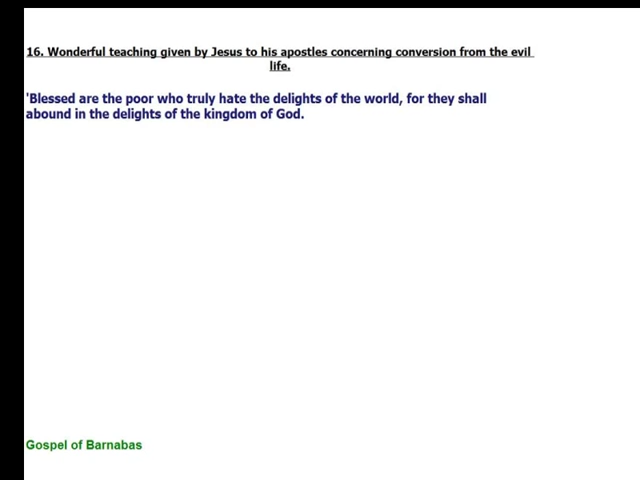 16. Wonderful teaching given by Jesus to his apostles concerning conversion from the evil
life.
'Blessed are the poor who truly hate the delights of the world, for they shall
abound in the delights of the kingdom of God.
Gospel of Barnabas